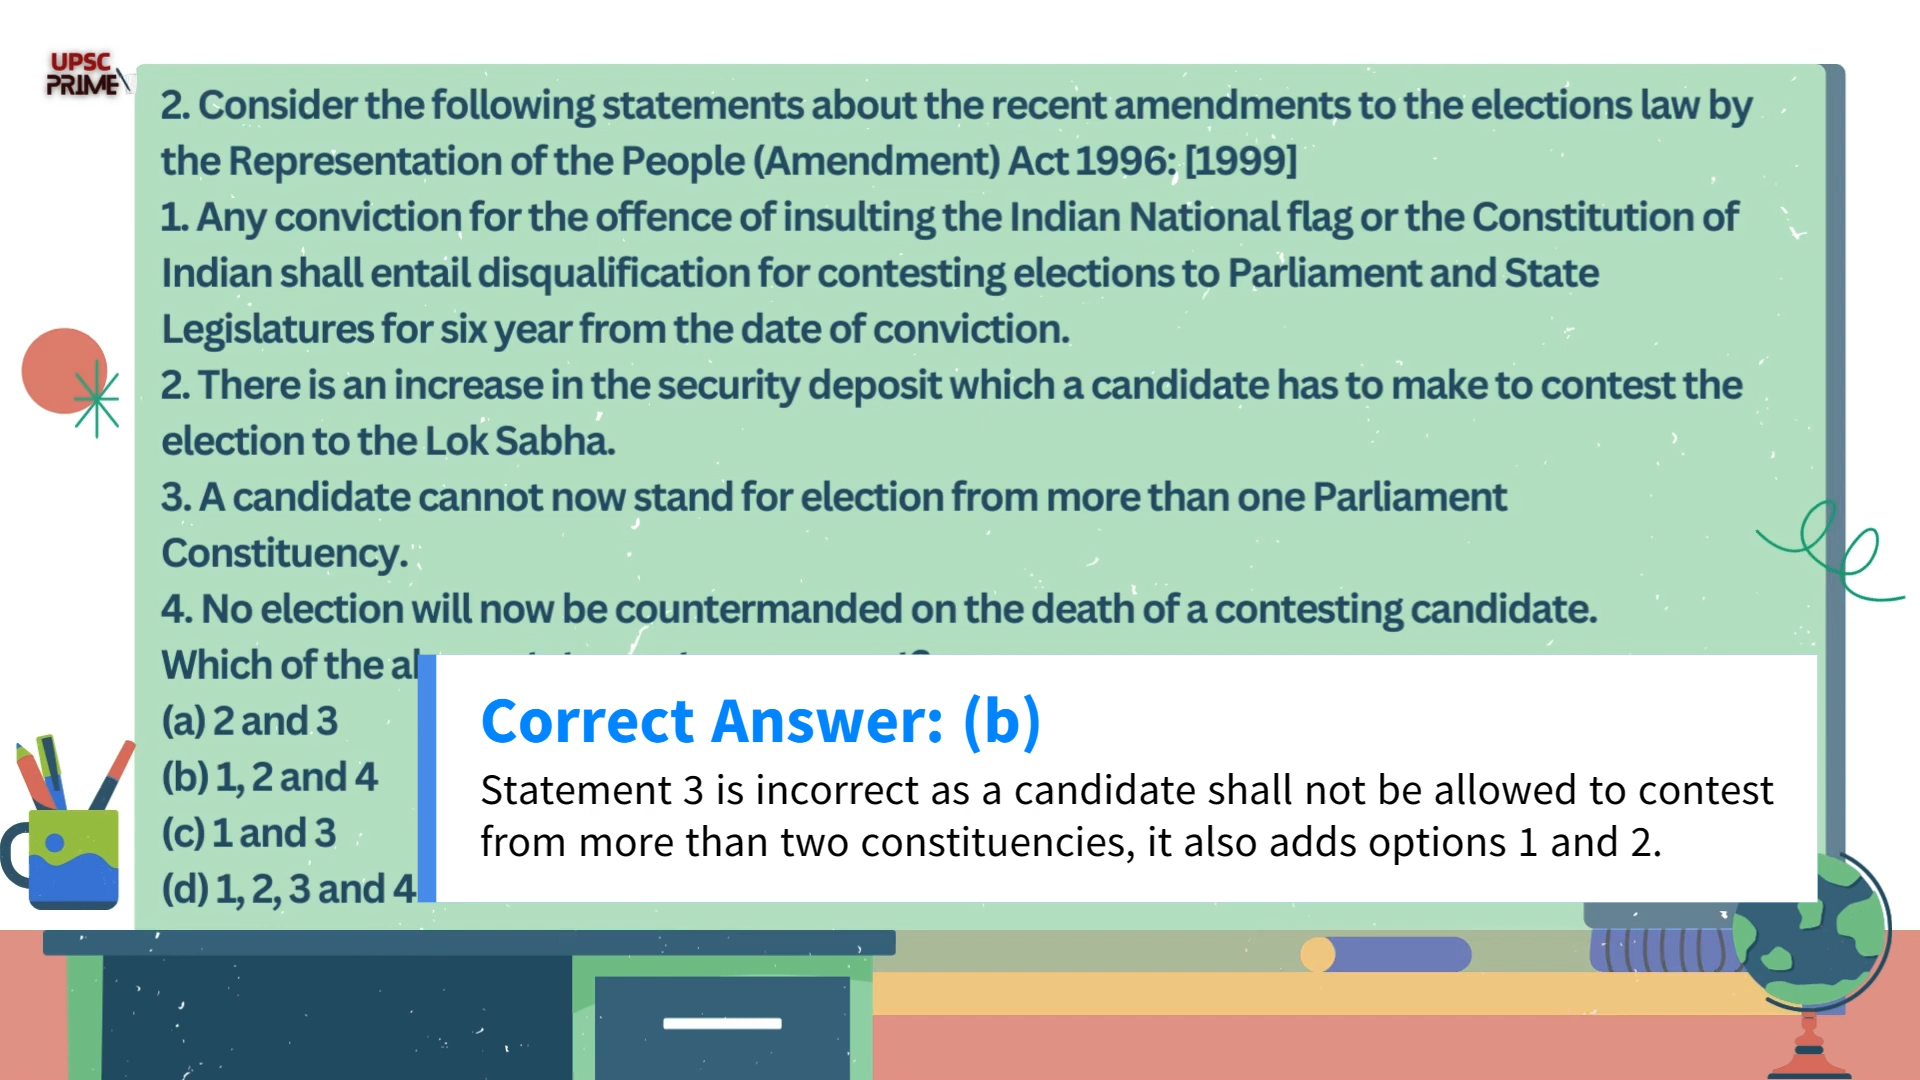 UPSC
PRIME
2. Consider the following statements about the recent amendments to the elections law by
the Representation of the People (Amendment) Act 1996: [1999]
1. Any conviction for the offence of insulting the Indian National flag or the Constitution of
Indian shall entail disqualification for contesting elections to Parliament and State
Legislatures for six year from the date of conviction.
2. There is an increase in the security deposit which a candidate has to make to contest the
election to the Lok Sabha.
3. A candidate cannot now stand for election from more than one Parliament
Constituency.
4. No election will now be countermanded on the death of a contesting candidate.
Which of the
(a) 2 and 3
(b) 1, 2 and 4
(c) 1 and 3
(d) 1, 2, 3 and 4
Correct Answer: (b)
Statement 3 is incorrect as a candidate shall not be allowed to contest
from more than two constituencies, it also adds options 1 and 2.